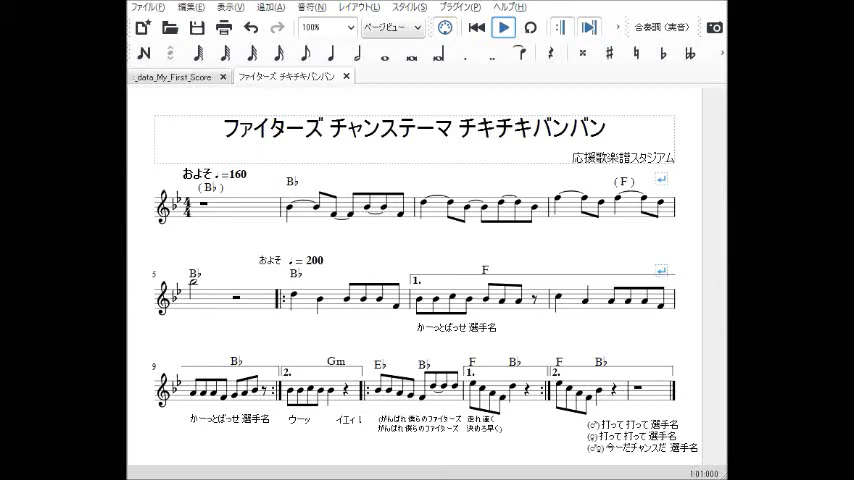 ファイル(F) 編集(E) 表示(V) 追加(A) 音符(N) レイアウト(L) スタイル(S) プラグイン(P) ヘルプ(H)
100% ページビュー 合奏調（実音）
_data_My_First_Score × ファイターズ チキチキバンバン ×
ファイターズ チャンステーマ チキチキバンバン
応援歌楽譜スタジアム
およそ ♩. =160
(B♭) B♭ (F)
およそ ♩. = 200
5 B♭ B♭ 1. F
かーっとばっせ 選手名
9 B♭ 2. Gm E♭ B♭ 1. F B♭ 2. F B♭
かーっとばっせ 選手名 ウーッ イエィ！ (がんばれ 僕らのファイターズ 走れ 速く
がんばれ 僕らのファイターズ 決めろ 早く)
(♂) 打って 打って 選手名
(♀) 打って 打って 選手名
(♂♀) 今ーだチャンスだ 選手名
1:01:000